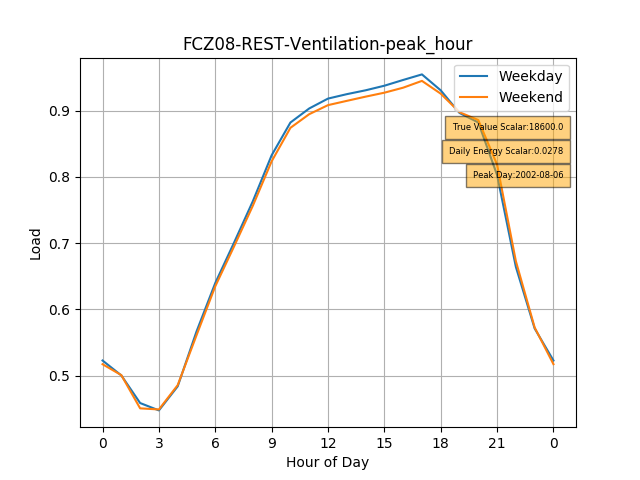 FCZ08-REST-Ventilation-peak_hour
Weekday
Weekend
True Value Scalar:18600.0
Daily Energy Scalar:0.0278
Peak Day:2002-08-06
Load
0.9
0.8
0.7
0.6
0.5
0 3 6 9 12 15 18 21 0
Hour of Day